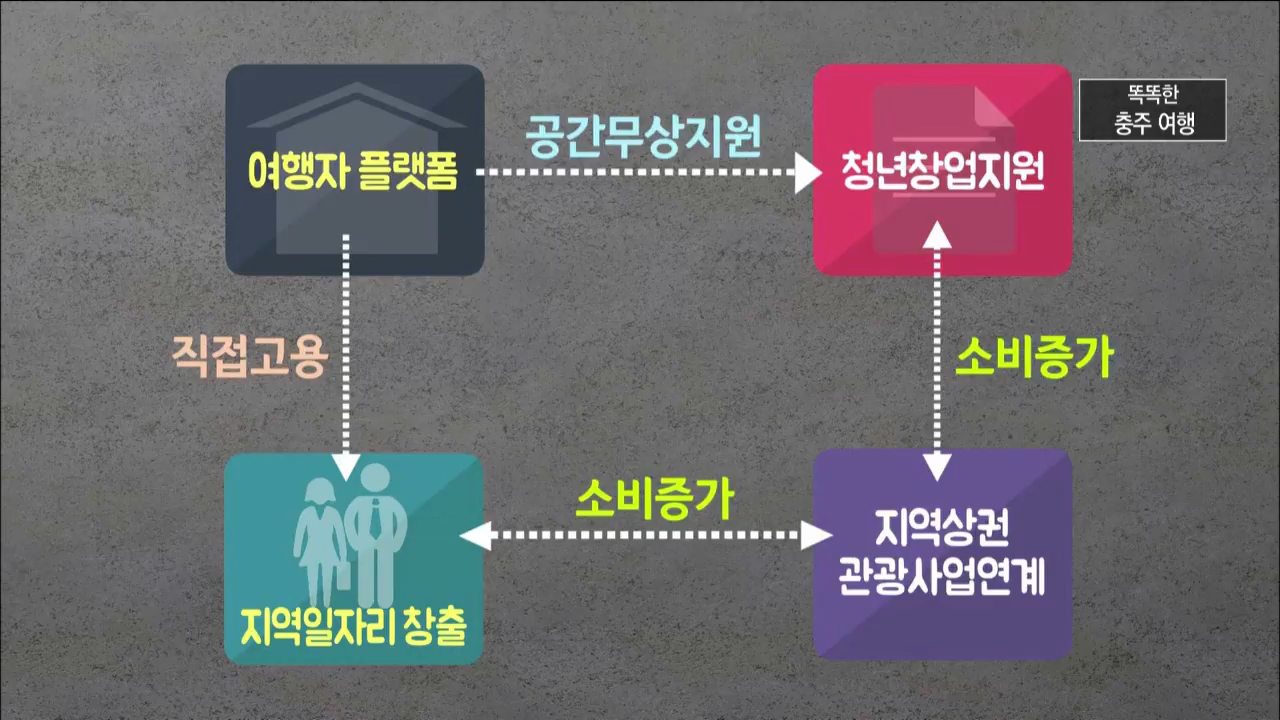 똑똑한
충주 여행
여행자 플랫폼
공간무상지원
청년창업지원
직접고용
소비증가
소비증가
지역일자리 창출
지역상권
관광사업연계